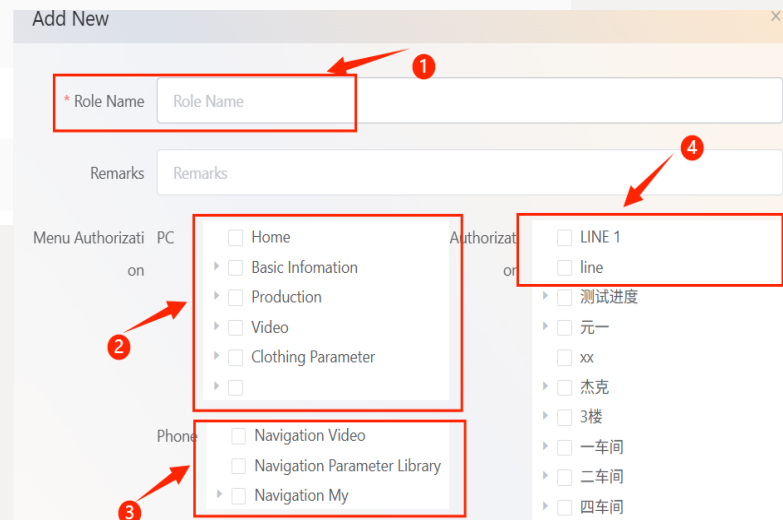 Add New
1
* Role Name
Role Name
4
Remarks
Remarks
Menu Authorizati
on
PC
Home
Basic Infomation
Production
Video
Clothing Parameter
2
Phone
Navigation Video
Navigation Parameter Library
Navigation My
3
Authorizat
on
LINE 1
line
测试进度
元一
xx
杰克
3楼
一车间
二车间
四车间